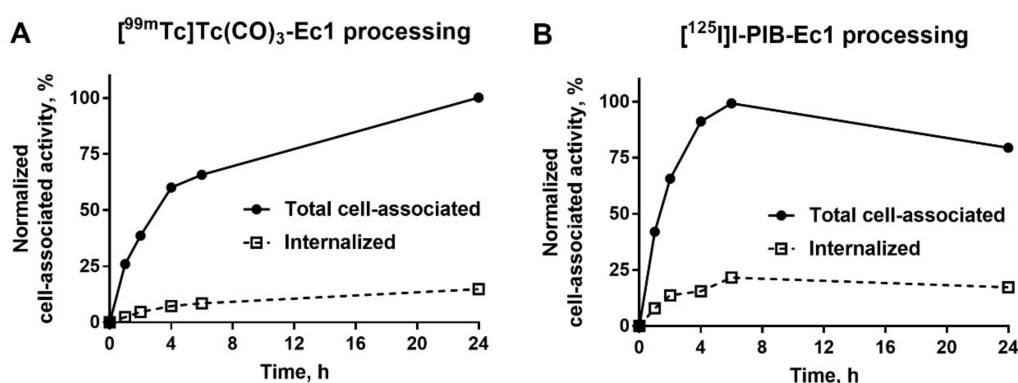 A
[⁹⁹ᵐTc]Tc(CO)₃-Ec1 processing
Normalized
cell-associated activity, %
100
75
50
25
0
Total cell-associated
Internalized
0 4 8 12 16 20 24
Time, h
B
[¹²⁵I]I-PIB-Ec1 processing
Normalized
cell-associated activity, %
100
75
50
25
0
Total cell-associated
Internalized
0 4 8 12 16 20 24
Time, h